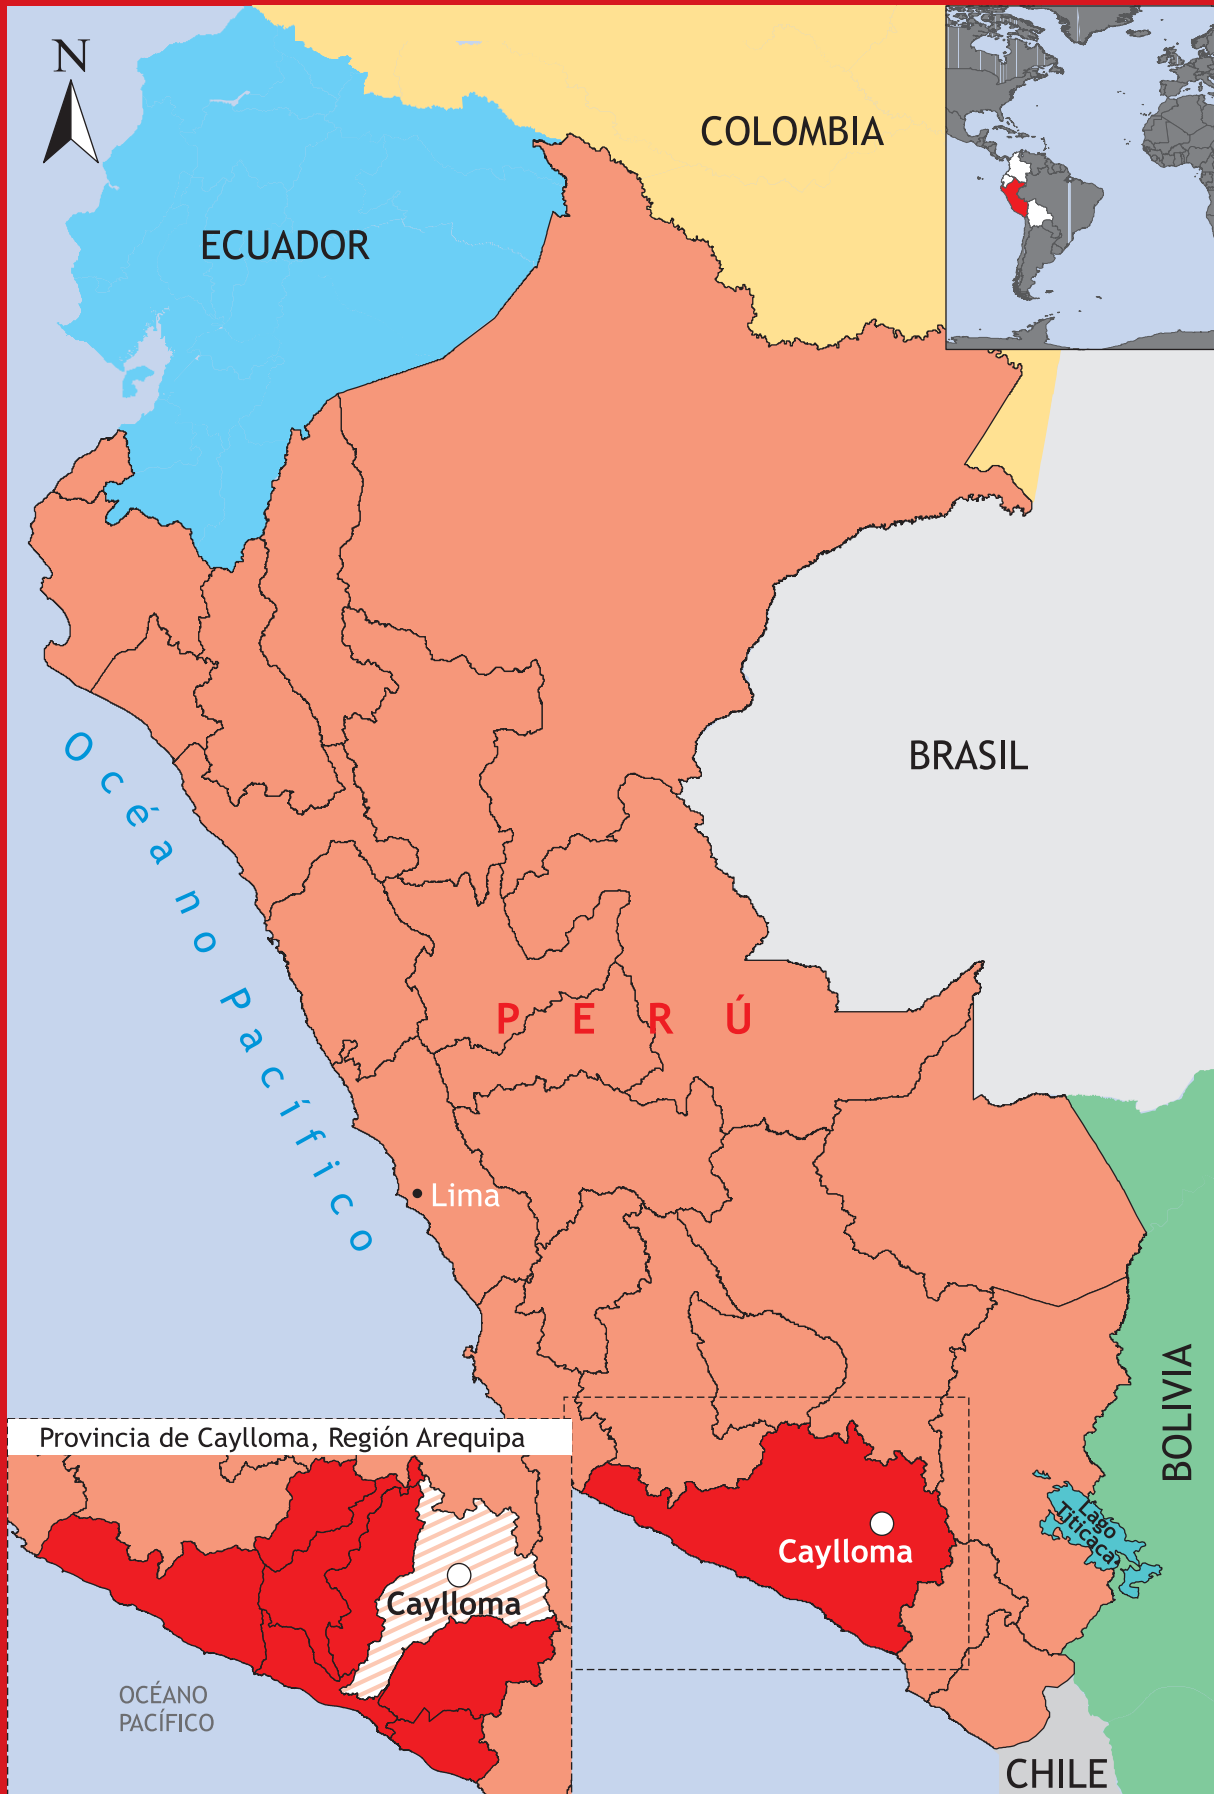 N
COLOMBIA
ECUADOR
BRASIL
Océano Pacífico
PERÚ
Lima
BOLIVIA
Provincia de Caylloma, Región Arequipa
Lago
Titicaca
Caylloma
Caylloma
OCÉANO
PACÍFICO
CHILE